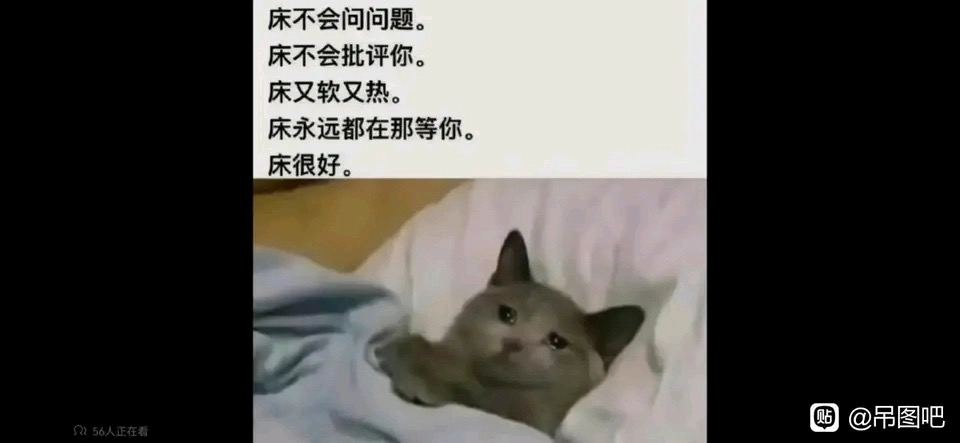 床不会问问题。
床不会批评你。
床又软又热。
床永远都在那等你。
床很好。
56人正在看
贴 @吊图吧